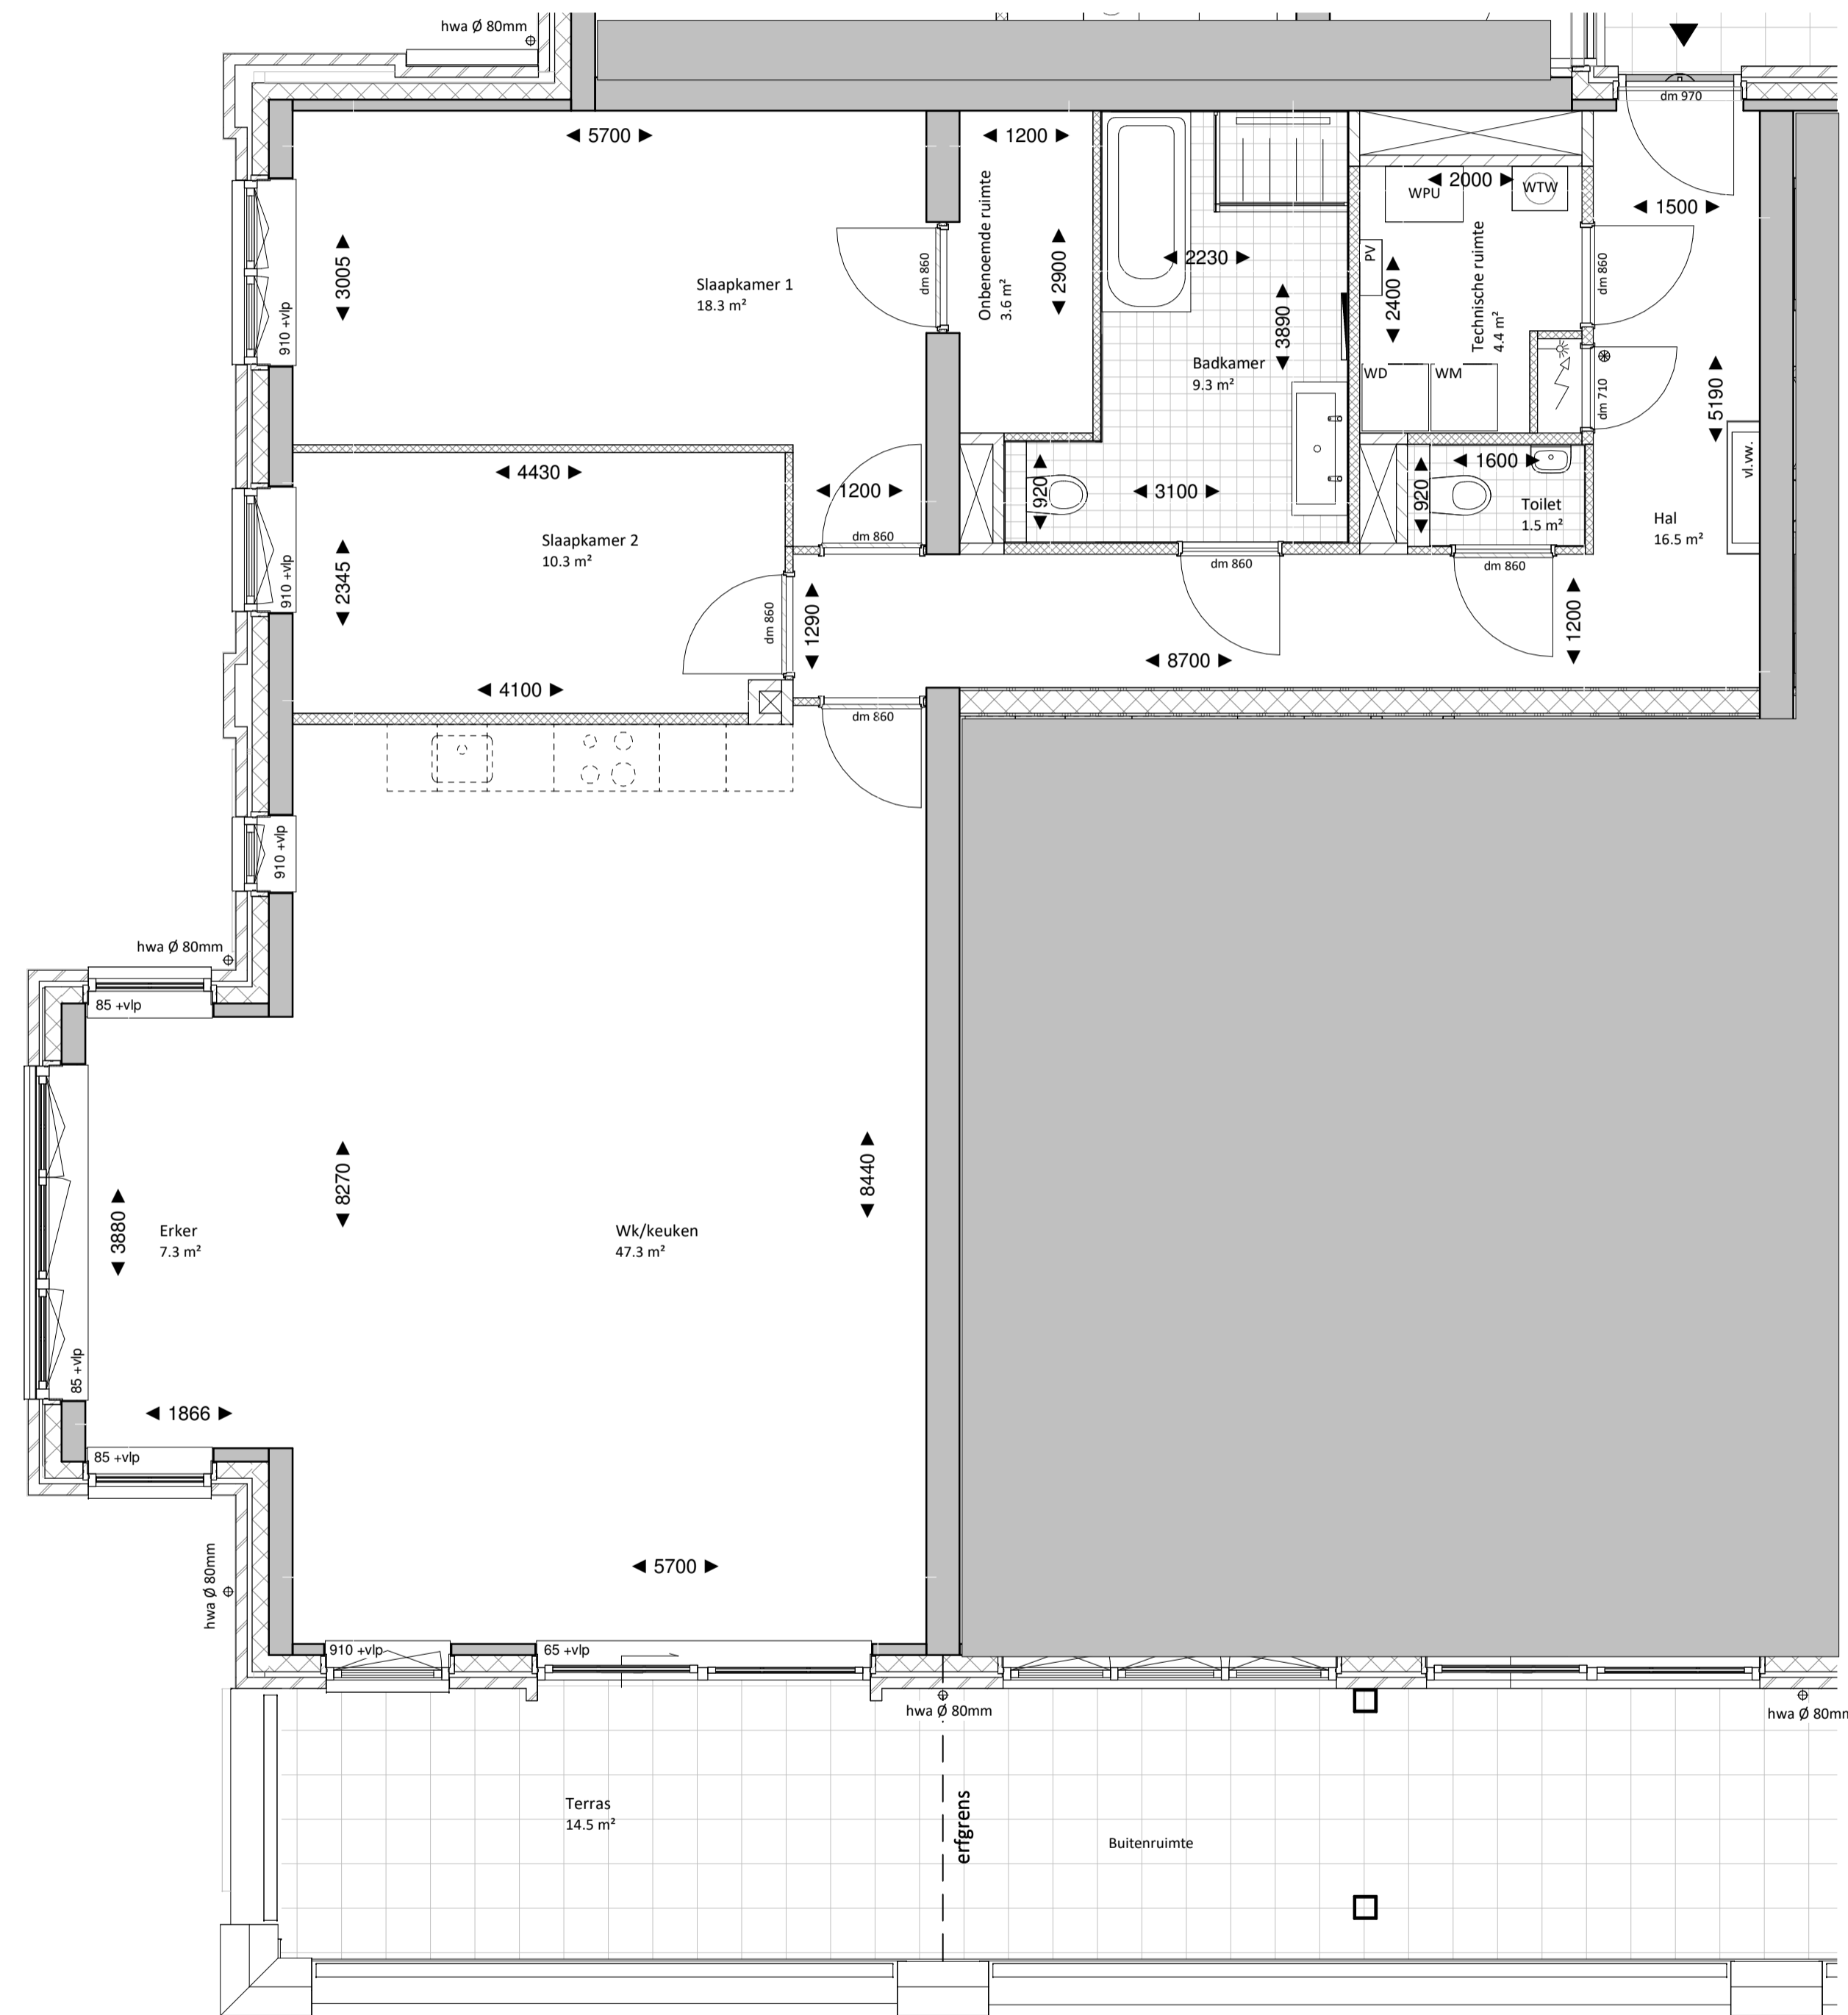 hwa Ø 80mm
dm 970
5700
1200
WPU
2000
WTW
1500
3005
910 +vlp
Slaapkamer 1
18.3 m²
dm 860
Onbenoemde ruimte
3.6 m²
2900
2230
3890
Badkamer
9.3 m²
PV
2400
Technische ruimte
4.4 m²
dm 860
WD
WM
dm 710
5190
4430
1200
920
3100
920
1600
Toilet
1.5 m²
vl.vw.
Hal
16.5 m²
Slaapkamer 2
10.3 m²
dm 860
2345
910 +vlp
dm 860
1290
dm 860
dm 860
1200
8700
4100
dm 860
910 +vlp
hwa Ø 80mm
85 +vlp
8270
8440
3880
Erker
7.3 m²
Wk/keuken
47.3 m²
85 +vlp
1866
85 +vlp
hwa Ø 80mm
5700
910 +vlp
65 +vlp
hwa Ø 80mm
hwa Ø 80mm
Terras
14.5 m²
erfgrens
Buitenruimte